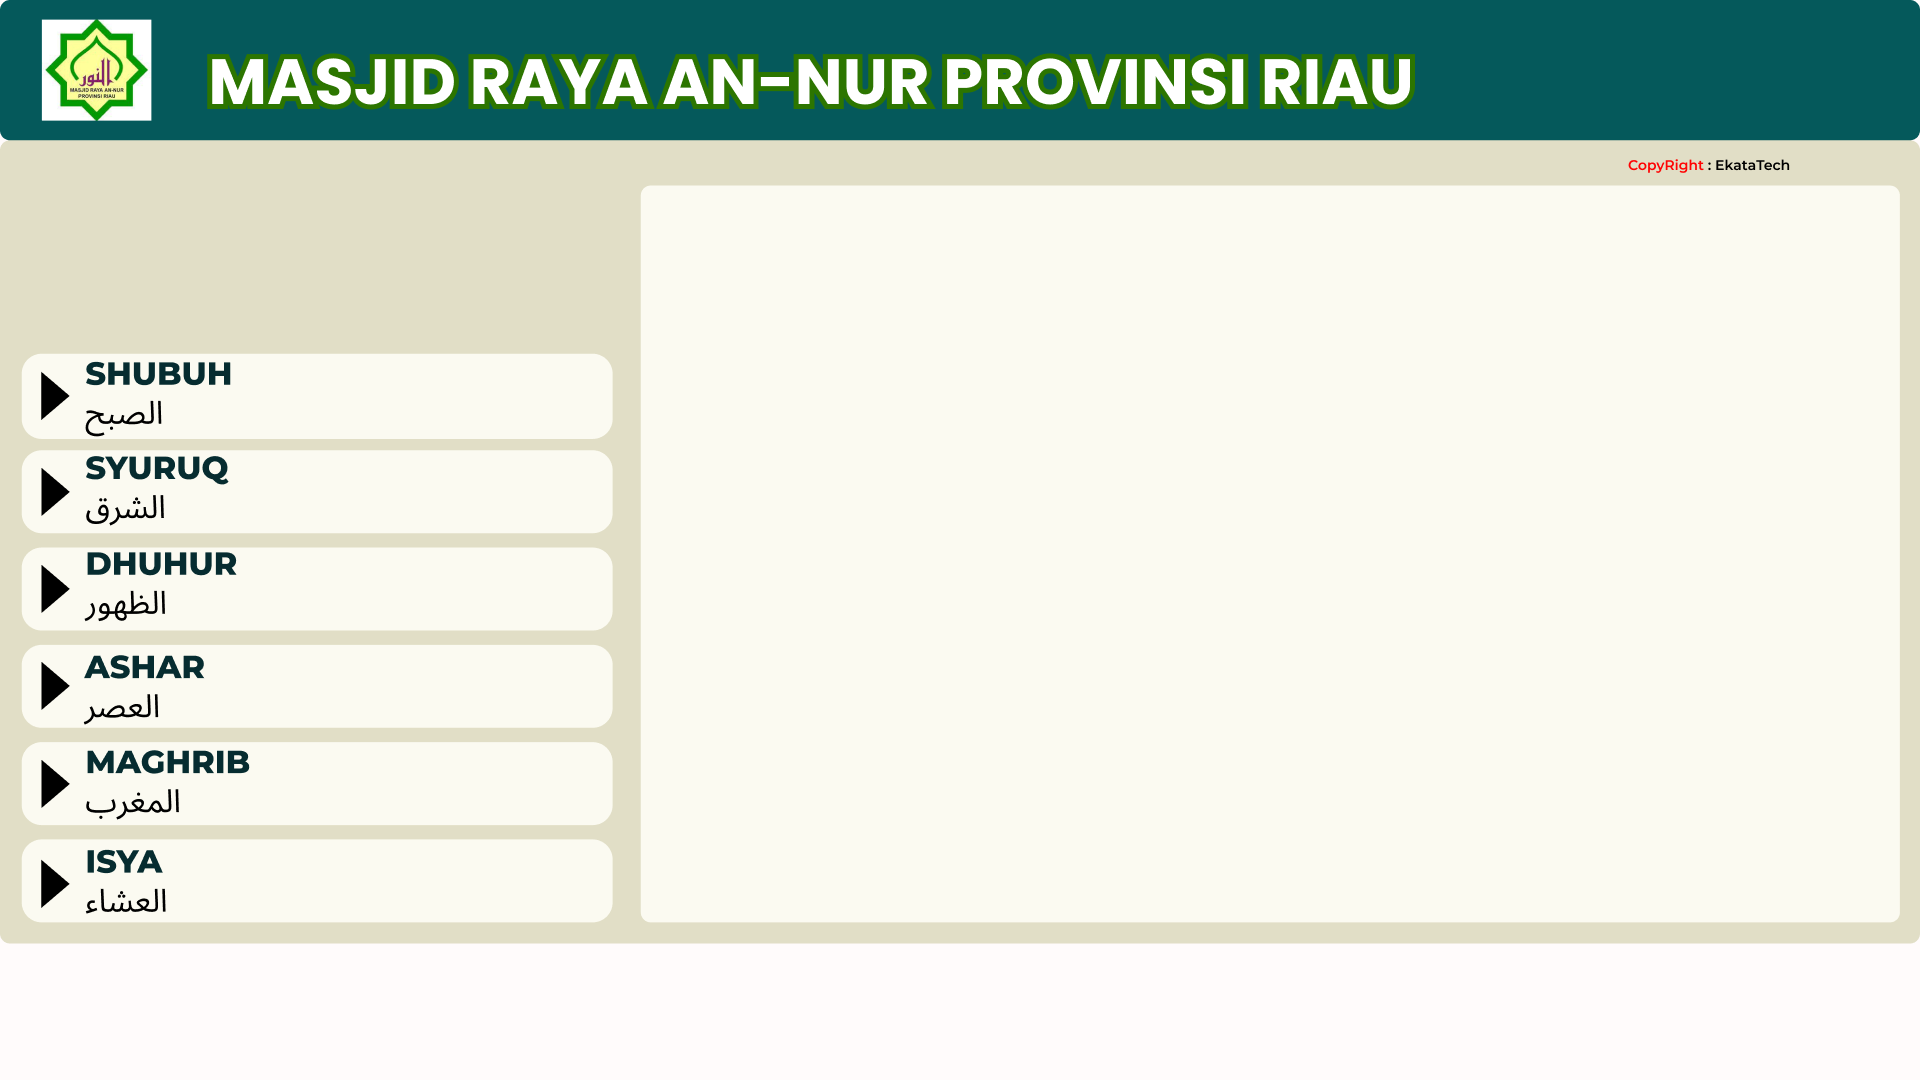 النور
MASJID RAYA AN-NUR
PROVINSI RIAU
MASJID RAYA AN-NUR PROVINSI RIAU
CopyRight : EkataTech
SHUBUH
الصبح
SYURUQ
الشرق
DHUHUR
الظهور
ASHAR
العصر
MAGHRIB
المغرب
ISYA
العشاء